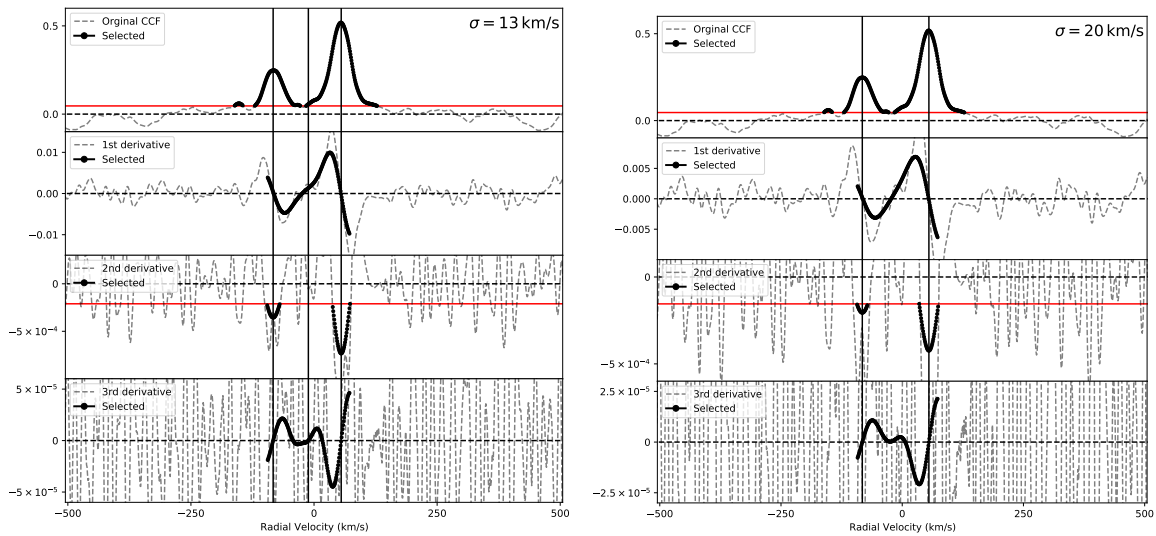 σ = 13 km/s
Orginal CCF
Selected
0.5
0.0
1st derivative
Selected
0.01
0.00
−0.01
2nd derivative
Selected
0
−5 × 10⁻⁴
3rd derivative
Selected
5 × 10⁻⁵
0
−5 × 10⁻⁵
−500 −250 0 250 500
Radial Velocity (km/s)
σ = 20 km/s
Orginal CCF
Selected
0.5
0.0
1st derivative
Selected
0.005
0.000
−0.005
2nd derivative
Selected
0
−5 × 10⁻⁴
3rd derivative
Selected
2.5 × 10⁻⁵
0
−2.5 × 10⁻⁵
−500 −250 0 250 500
Radial Velocity (km/s)